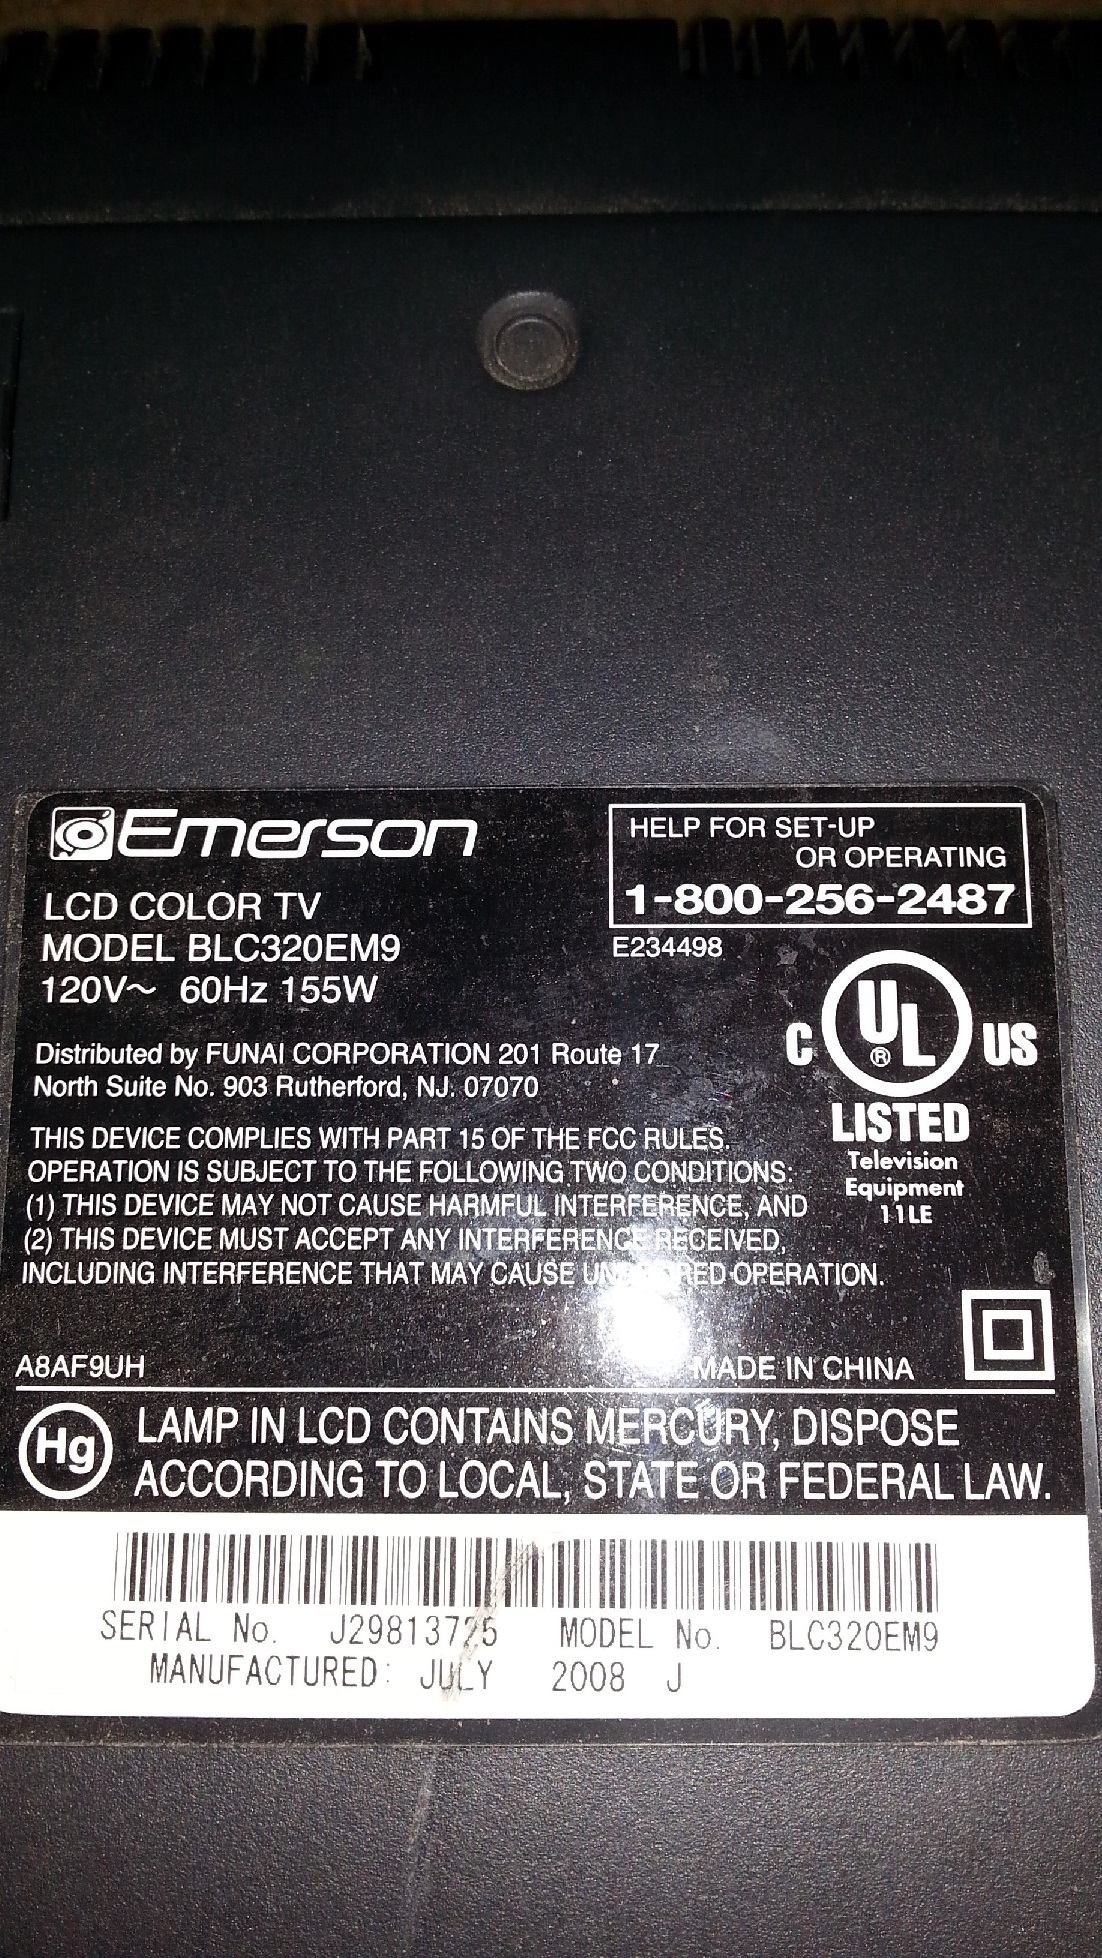 Emerson
LCD COLOR TV
MODEL BLC320EM9
120V~ 60Hz 155W
HELP FOR SET-UP
OR OPERATING
1-800-256-2487
E234498
C UL ® US
LISTED
Television
Equipment
11LE
Distributed by FUNAI CORPORATION 201 Route 17
North Suite No. 903 Rutherford, NJ. 07070
THIS DEVICE COMPLIES WITH PART 15 OF THE FCC RULES.
OPERATION IS SUBJECT TO THE FOLLOWING TWO CONDITIONS:
(1) THIS DEVICE MAY NOT CAUSE HARMFUL INTERFERENCE, AND
(2) THIS DEVICE MUST ACCEPT ANY INTERFERENCE RECEIVED,
INCLUDING INTERFERENCE THAT MAY CAUSE OPERATION.
A8AF9UH
MADE IN CHINA
Hg
LAMP IN LCD CONTAINS MERCURY, DISPOSE
ACCORDING TO LOCAL, STATE OR FEDERAL LAW.
SERIAL No. MODEL No. BLC320EM9
MANUFACTURED: JULY 2008 J